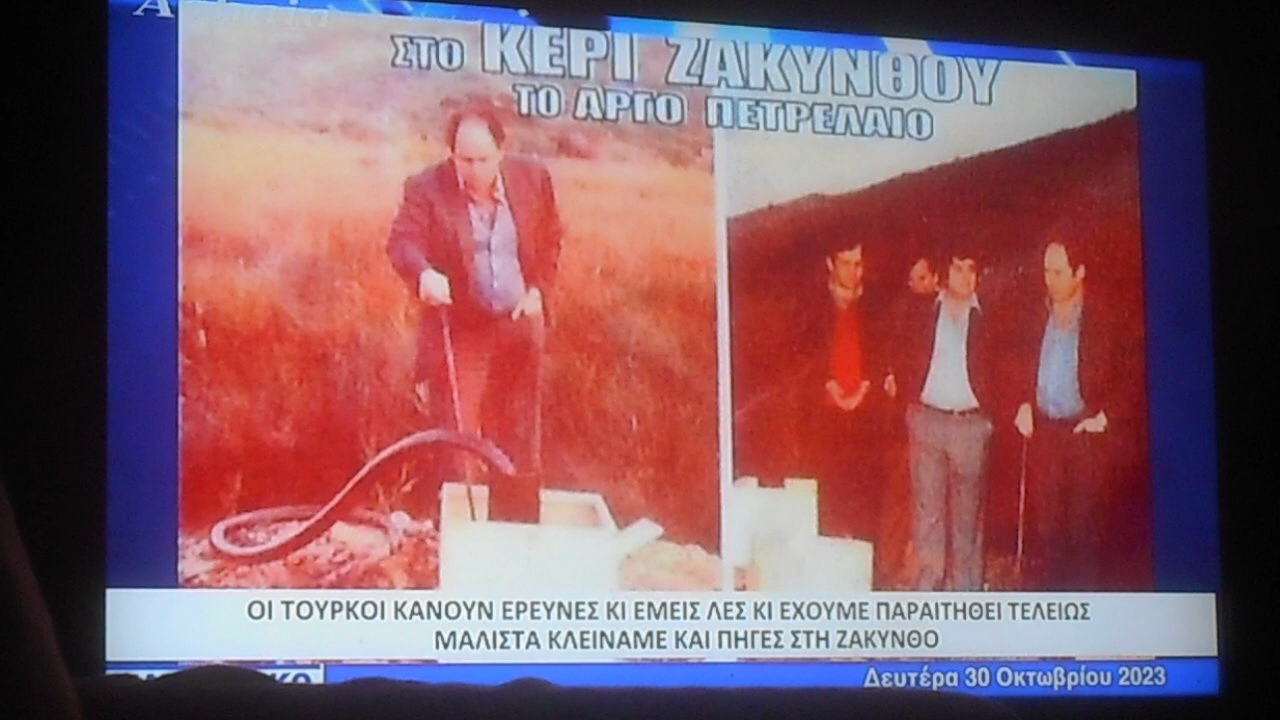 ΣΤΟ ΚΕΡΙ ΖΑΚΥΝΘΟΥ
ΤΟ ΑΡΓΟ ΠΕΤΡΕΛΑΙΟ
ΟΙ ΤΟΥΡΚΟΙ ΚΑΝΟΥΝ ΕΡΕΥΝΕΣ ΚΙ ΕΜΕΙΣ ΛΕΣ ΚΙ ΕΧΟΥΜΕ ΠΑΡΑΙΤΗΘΕΙ ΤΕΛΕΙΩΣ
ΜΑΛΙΣΤΑ ΚΛΕΙΝΑΜΕ ΚΑΙ ΠΗΓΕΣ ΣΤΗ ΖΑΚΥΝΘΟ
Δευτέρα 30 Οκτωβρίου 2023